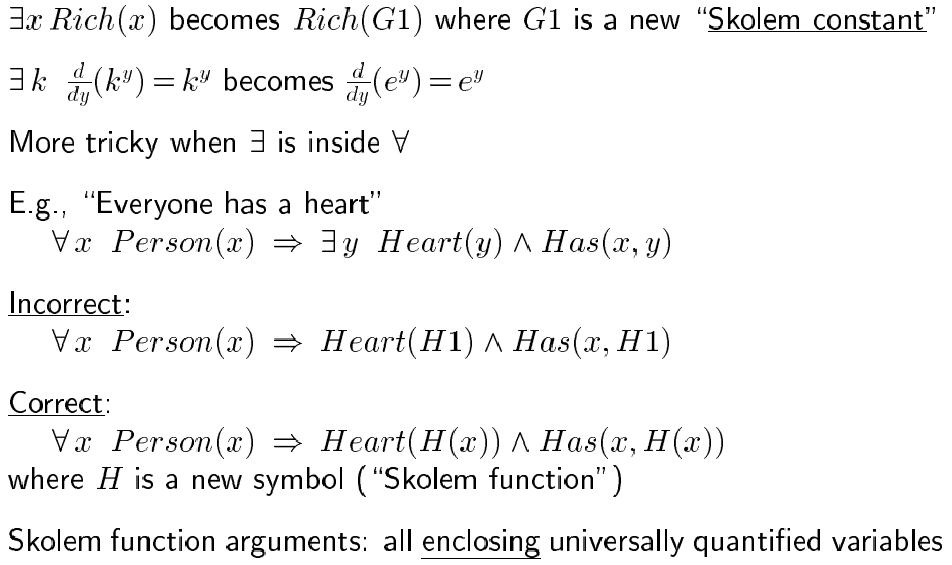 ∃x Rich(x) becomes Rich(G1) where G1 is a new “Skolem constant”
∃ k d/dy(k^y) = k^y becomes d/dy(e^y) = e^y
More tricky when ∃ is inside ∀
E.g., “Everyone has a heart”
∀ x Person(x) ⇒ ∃ y Heart(y) ∧ Has(x, y)
Incorrect:
∀ x Person(x) ⇒ Heart(H1) ∧ Has(x, H1)
Correct:
∀ x Person(x) ⇒ Heart(H(x)) ∧ Has(x, H(x))
where H is a new symbol (“Skolem function”)
Skolem function arguments: all enclosing universally quantified variables